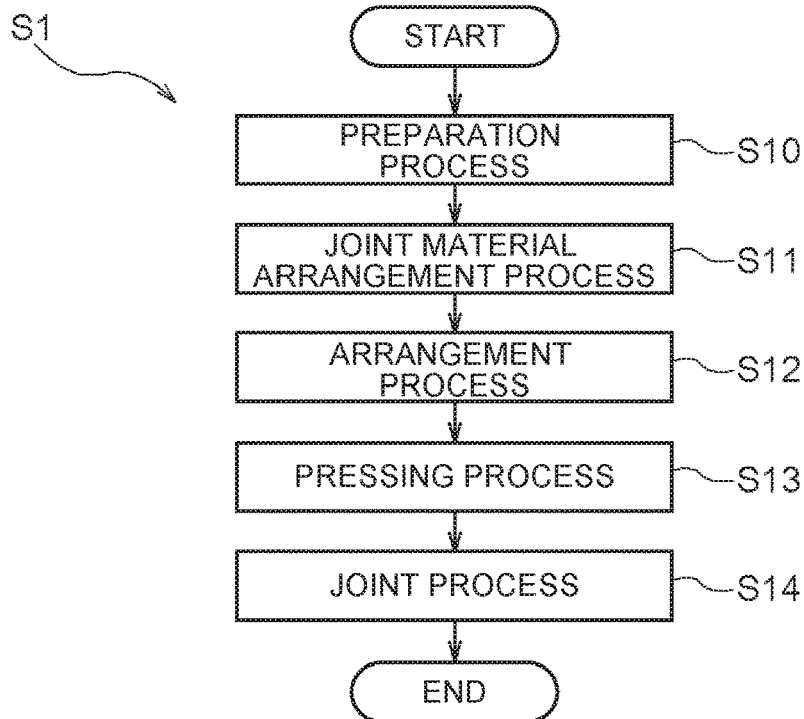 S1
START
PREPARATION
PROCESS
S10
JOINT MATERIAL
ARRANGEMENT PROCESS
S11
ARRANGEMENT
PROCESS
S12
PRESSING PROCESS
S13
JOINT PROCESS
S14
END